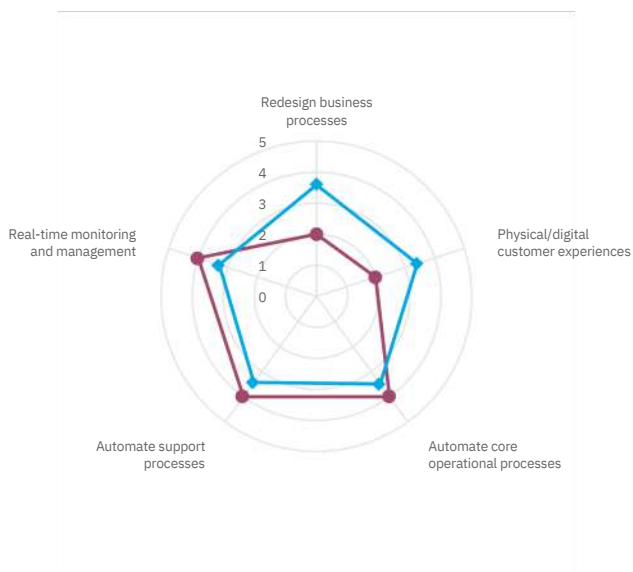 Redesign business
processes
5
4
3
2
1
0
Real-time monitoring
and management
Physical/digital
customer experiences
Automate support
processes
Automate core
operational processes